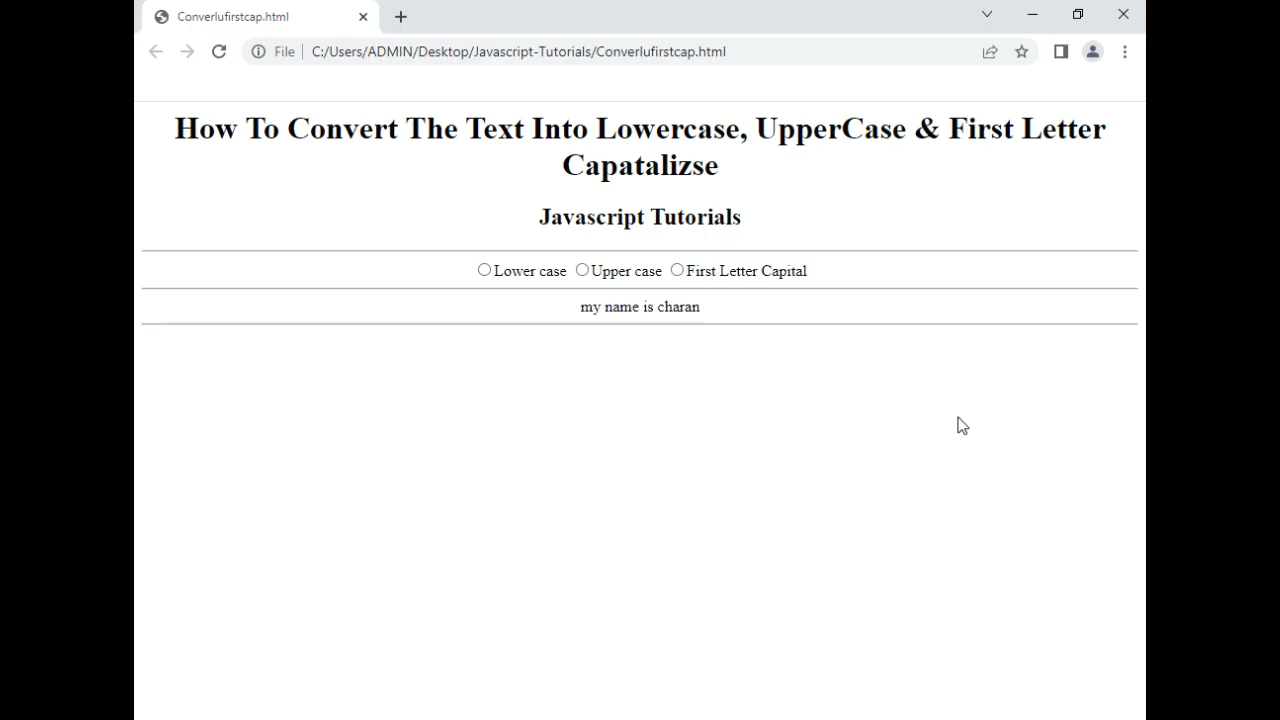 Converlufirstcap.html
File C:/Users/ADMIN/Desktop/Javascript-Tutorials/Converlufirstcap.html
How To Convert The Text Into Lowercase, UpperCase & First Letter
Capatalizse
Javascript Tutorials
Lower case Upper case First Letter Capital
my name is charan